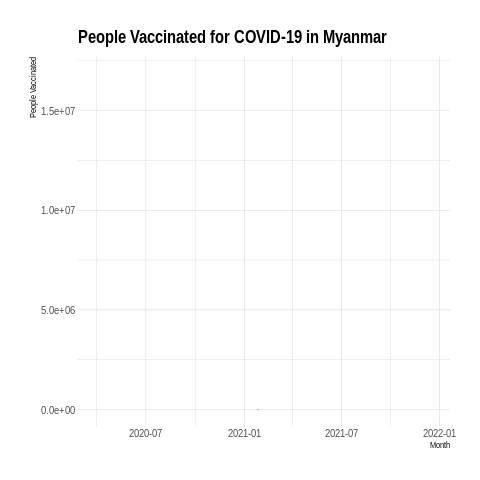 People Vaccinated for COVID-19 in Myanmar
People Vaccinated
1.5e+07
1.0e+07
5.0e+06
0.0e+00
2020-07
2021-01
2021-07
2022-01
Month